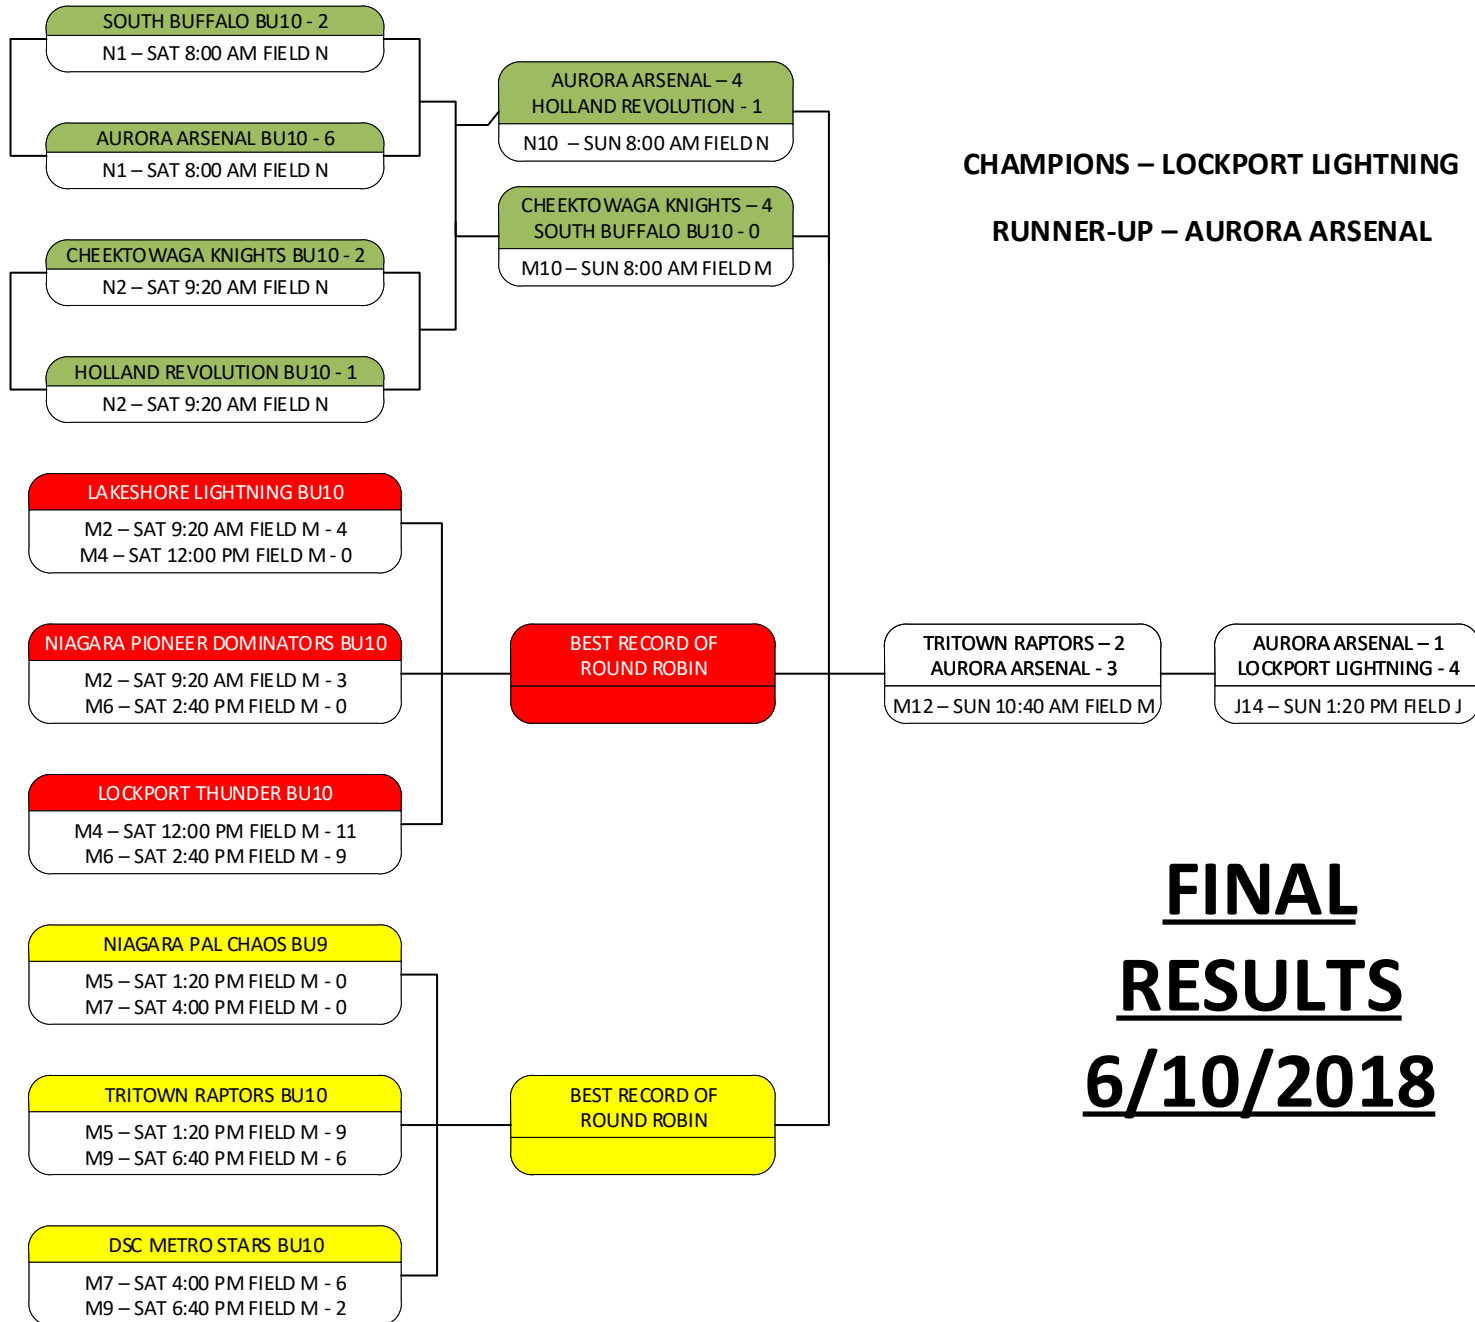 SOUTH BUFFALO BU10 - 2
N1 – SAT 8:00 AM FIELD N
AURORA ARSENAL BU10 - 6
N1 – SAT 8:00 AM FIELD N
CHEEKTOWAGA KNIGHTS BU10 - 2
N2 – SAT 9:20 AM FIELD N
HOLLAND REVOLUTION BU10 - 1
N2 – SAT 9:20 AM FIELD N
AURORA ARSENAL – 4
HOLLAND REVOLUTION - 1
N10 – SUN 8:00 AM FIELD N
CHEEKTOWAGA KNIGHTS – 4
SOUTH BUFFALO BU10 - 0
M10 – SUN 8:00 AM FIELD M
CHAMPIONS – LOCKPORT LIGHTNING
RUNNER-UP – AURORA ARSENAL
LAKESHORE LIGHTNING BU10
M2 – SAT 9:20 AM FIELD M - 4
M4 – SAT 12:00 PM FIELD M - 0
NIAGARA PIONEER DOMINATORS BU10
M2 – SAT 9:20 AM FIELD M - 3
M6 – SAT 2:40 PM FIELD M - 0
LOCKPORT THUNDER BU10
M4 – SAT 12:00 PM FIELD M - 11
M6 – SAT 2:40 PM FIELD M - 9
BEST RECORD OF
ROUND ROBIN
TRITOWN RAPTORS – 2
AURORA ARSENAL - 3
M12 – SUN 10:40 AM FIELD M
AURORA ARSENAL – 1
LOCKPORT LIGHTNING - 4
J14 – SUN 1:20 PM FIELD J
NIAGARA PAL CHAOS BU9
M5 – SAT 1:20 PM FIELD M - 0
M7 – SAT 4:00 PM FIELD M - 0
TRITOWN RAPTORS BU10
M5 – SAT 1:20 PM FIELD M - 9
M9 – SAT 6:40 PM FIELD M - 6
DSC METRO STARS BU10
M7 – SAT 4:00 PM FIELD M - 6
M9 – SAT 6:40 PM FIELD M - 2
BEST RECORD OF
ROUND ROBIN
FINAL
RESULTS
6/10/2018